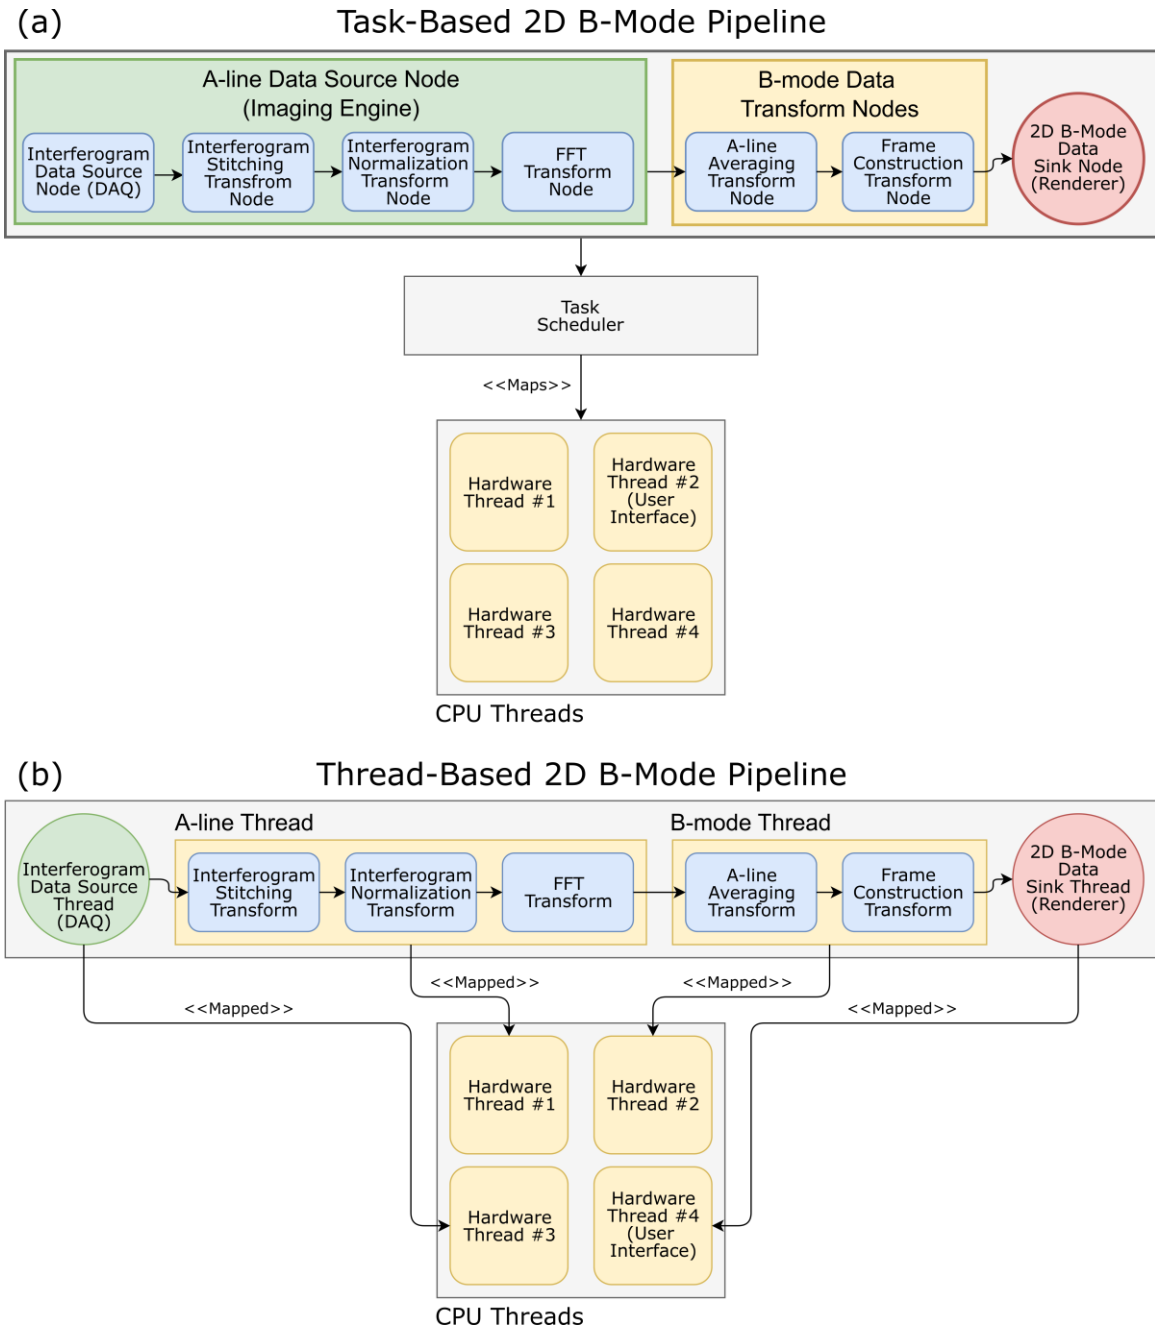 (a)
Task-Based 2D B-Mode Pipeline
A-line Data Source Node
(Imaging Engine)
Interferogram
Data Source
Node (DAQ)
Interferogram
Stitching
Transfrom
Node
Interferogram
Normalization
Transform
Node
FFT
Transform
Node
B-mode Data
Transform Nodes
A-line
Averaging
Transform
Node
Frame
Construction
Transform
Node
2D B-Mode
Data
Sink Node
(Renderer)
Task
Scheduler
<<Maps>>
Hardware
Thread #1
Hardware
Thread #2
(User
Interface)
Hardware
Thread #3
Hardware
Thread #4
CPU Threads
(b)
Thread-Based 2D B-Mode Pipeline
Interferogram
Data Source
Thread
(DAQ)
A-line Thread
Interferogram
Stitching
Transform
Interferogram
Normalization
Transform
FFT
Transform
B-mode Thread
A-line
Averaging
Transform
Frame
Construction
Transform
2D B-Mode
Data
Sink Thread
(Renderer)
<<Mapped>>
<<Mapped>>
<<Mapped>>
<<Mapped>>
Hardware
Thread #1
Hardware
Thread #2
Hardware
Thread #3
Hardware
Thread #4
(User
Interface)
CPU Threads